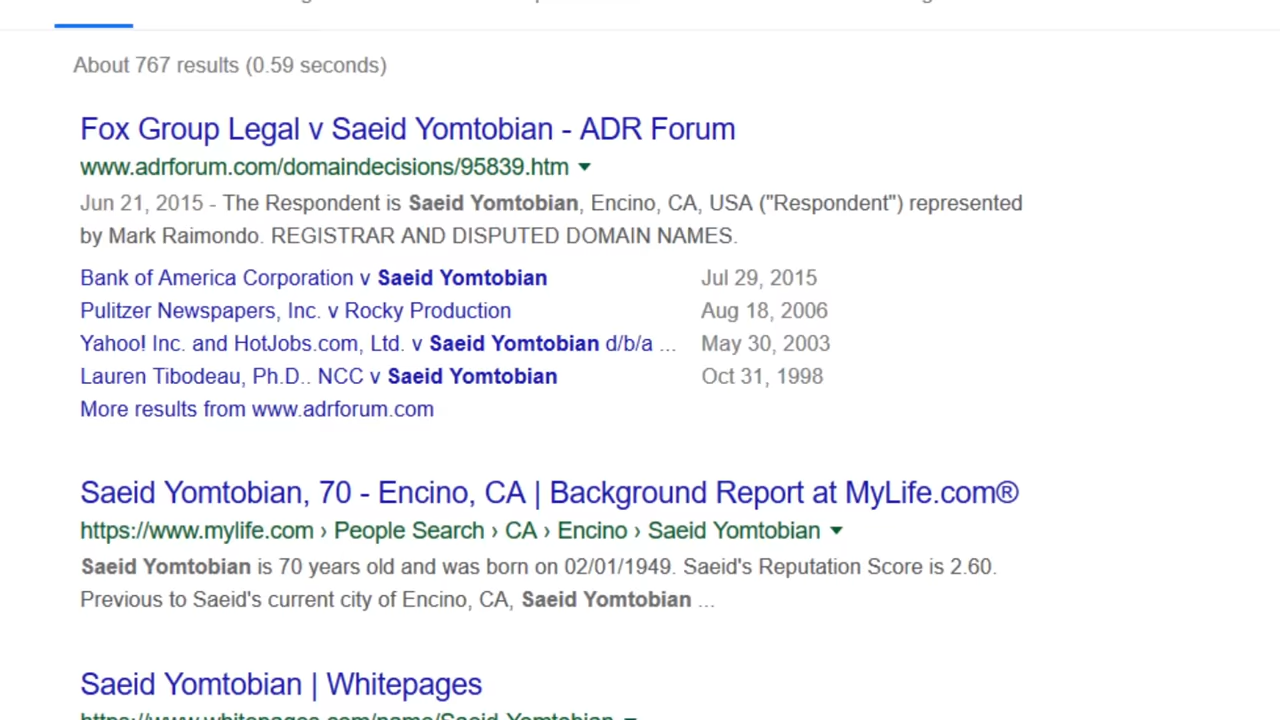 About 767 results (0.59 seconds)
Fox Group Legal v Saeid Yomtobian - ADR Forum
www.adrforum.com/domaindecisions/95839.htm
Jun 21, 2015 - The Respondent is Saeid Yomtobian, Encino, CA, USA ("Respondent") represented
by Mark Raimondo. REGISTRAR AND DISPUTED DOMAIN NAMES.
Bank of America Corporation v Saeid Yomtobian Jul 29, 2015
Pulitzer Newspapers, Inc. v Rocky Production Aug 18, 2006
Yahoo! Inc. and HotJobs.com, Ltd. v Saeid Yomtobian d/b/a ... May 30, 2003
Lauren Tibodeau, Ph.D.. NCC v Saeid Yomtobian Oct 31, 1998
More results from www.adrforum.com
Saeid Yomtobian, 70 - Encino, CA | Background Report at MyLife.com®
https://www.mylife.com › People Search › CA › Encino › Saeid Yomtobian
Saeid Yomtobian is 70 years old and was born on 02/01/1949. Saeid's Reputation Score is 2.60.
Previous to Saeid's current city of Encino, CA, Saeid Yomtobian ...
Saeid Yomtobian | Whitepages
https://www.whitepages.com/name/Saeid-Yomtobian